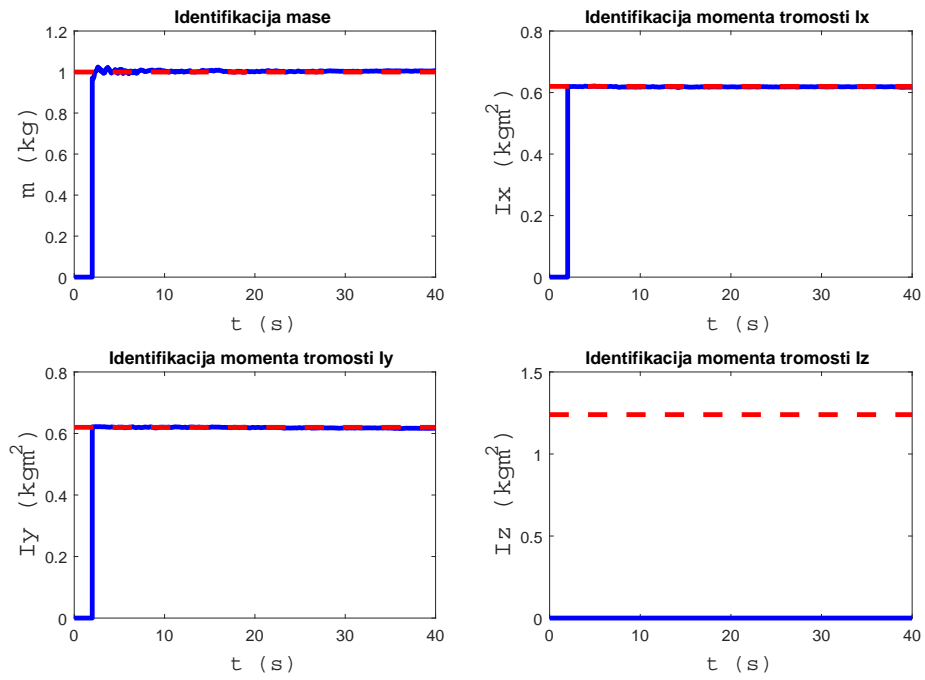 Identifikacija mase
1.2
1
0.8
0.6
0.4
0.2
0
m (kg)
0 10 20 30 40
t (s)
Identifikacija momenta tromosti Ix
0.8
0.6
0.4
0.2
0
Ix (kgm²)
0 10 20 30 40
t (s)
Identifikacija momenta tromosti Iy
0.8
0.6
0.4
0.2
0
Iy (kgm²)
0 10 20 30 40
t (s)
Identifikacija momenta tromosti Iz
1.5
1
0.5
0
Iz (kgm²)
0 10 20 30 40
t (s)